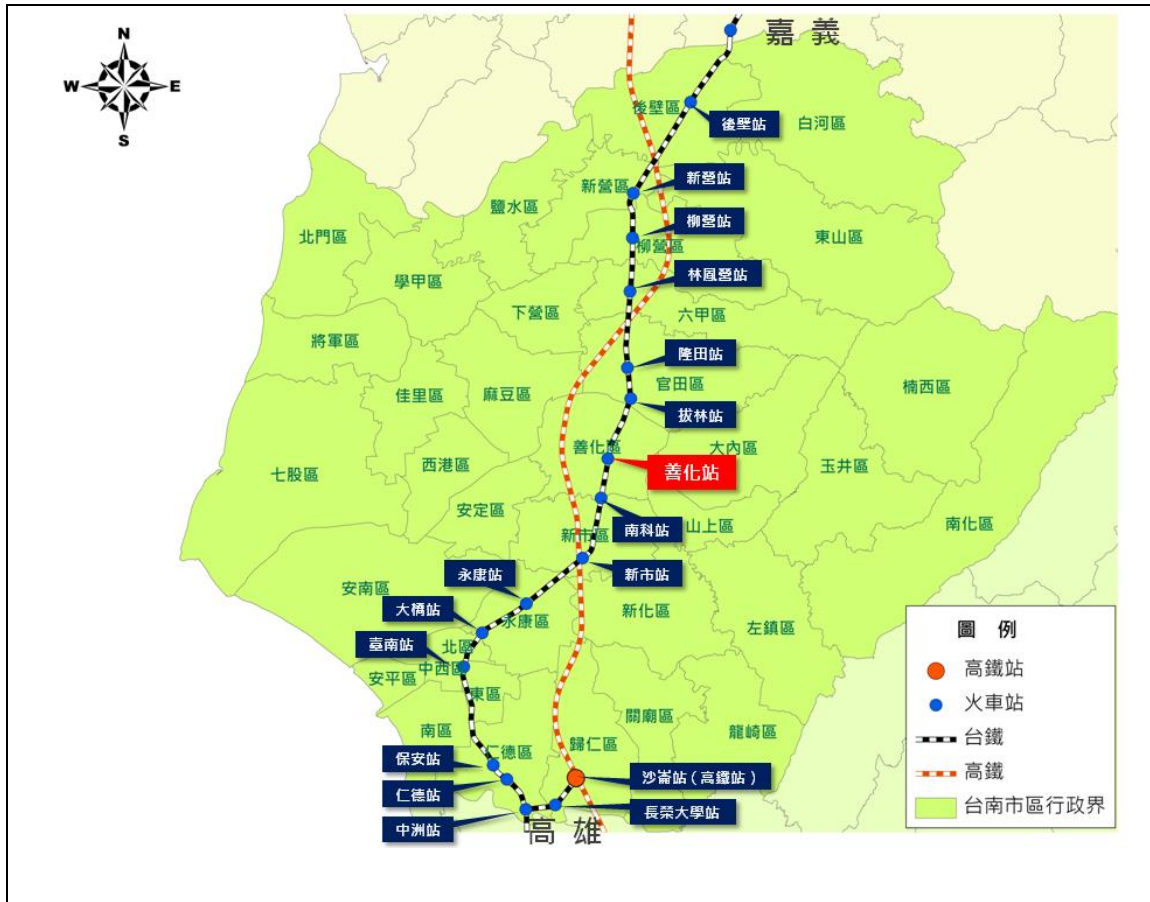 N
W
E
S
嘉義
後壁區
後壁站
白河區
新營區
新營站
鹽水區
北門區
柳營站
柳營區
東山區
林鳳營站
學甲區
下營區
六甲區
將軍區
隆田站
官田區
楠西區
佳里區
麻豆區
拔林站
善化區
大內區
善化站
七股區
西港區
玉井區
安定區
南科站
山上區
南化區
新市區
新市站
永康站
安南區
大橋站
永康區
新化區
左鎮區
臺南站
北區
中西區
安平區
東區
南區
關廟區
龍崎區
保安站
仁德區
歸仁區
仁德站
沙崙站(高鐵站)
長榮大學站
中洲站
高雄
圖例
高鐵站
火車站
台鐵
高鐵
台南市區行政界